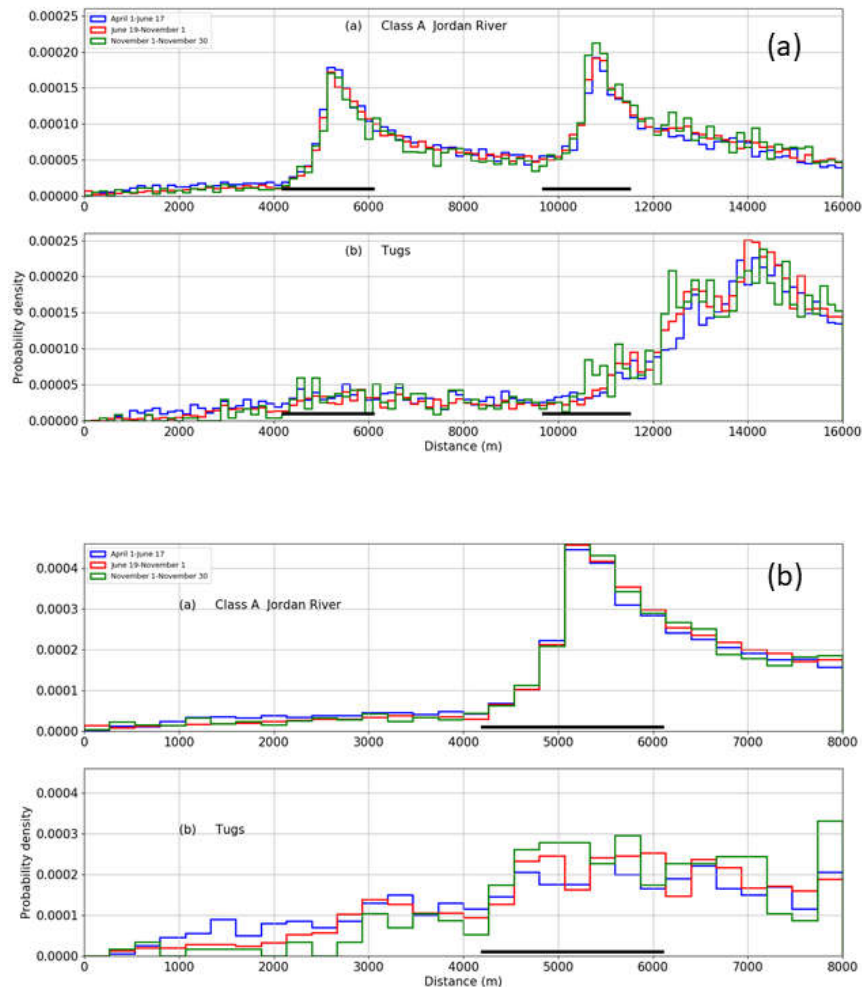 April 1-June 17
June 19-November 1
November 1-November 30
(a) Class A Jordan River
(a)
0.00025
0.00020
0.00015
0.00010
0.00005
0.00000
0 2000 4000 6000 8000 10000 12000 14000 16000
(b) Tugs
0.00025
0.00020
0.00015
0.00010
0.00005
0.00000
Probability density
0 2000 4000 6000 8000 10000 12000 14000 16000
Distance (m)
April 1-June 17
June 19-November 1
November 1-November 30
(b)
(a) Class A Jordan River
0.0004
0.0003
0.0002
0.0001
0.0000
0 1000 2000 3000 4000 5000 6000 7000 8000
(b) Tugs
0.0004
0.0003
0.0002
0.0001
0.0000
Probability density
0 1000 2000 3000 4000 5000 6000 7000 8000
Distance (m)